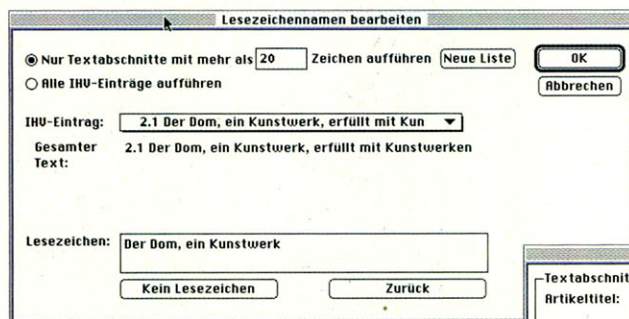 Lesezeichennamen bearbeiten
Nur Textabschnitte mit mehr als 20 Zeichen aufführen Neue Liste OK
Alle IHV-Einträge aufführen Abbrechen
IHV-Eintrag: 2.1 Der Dom, ein Kunstwerk, erfüllt mit Kun
Gesamter Text: 2.1 Der Dom, ein Kunstwerk, erfüllt mit Kunstwerken
Lesezeichen: Der Dom, ein Kunstwerk
Kein Lesezeichen Zurück
Textabschnit
Artikeltitel: